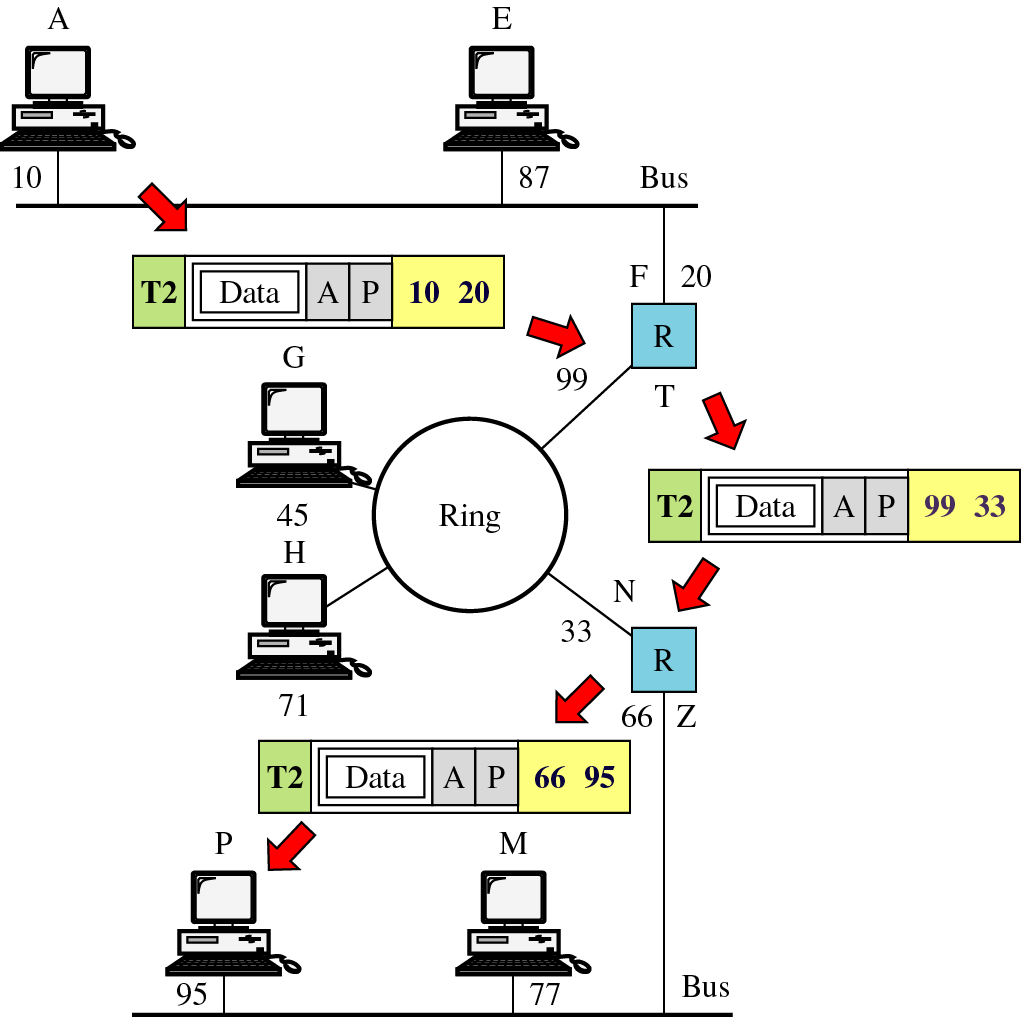 A
E
10
87
Bus
T2 Data A P 10 20
F 20
R
99
T
G
45
Ring
T2 Data A P 99 33
H
71
N
33
R
66 Z
T2 Data A P 66 95
P
M
95
77
Bus